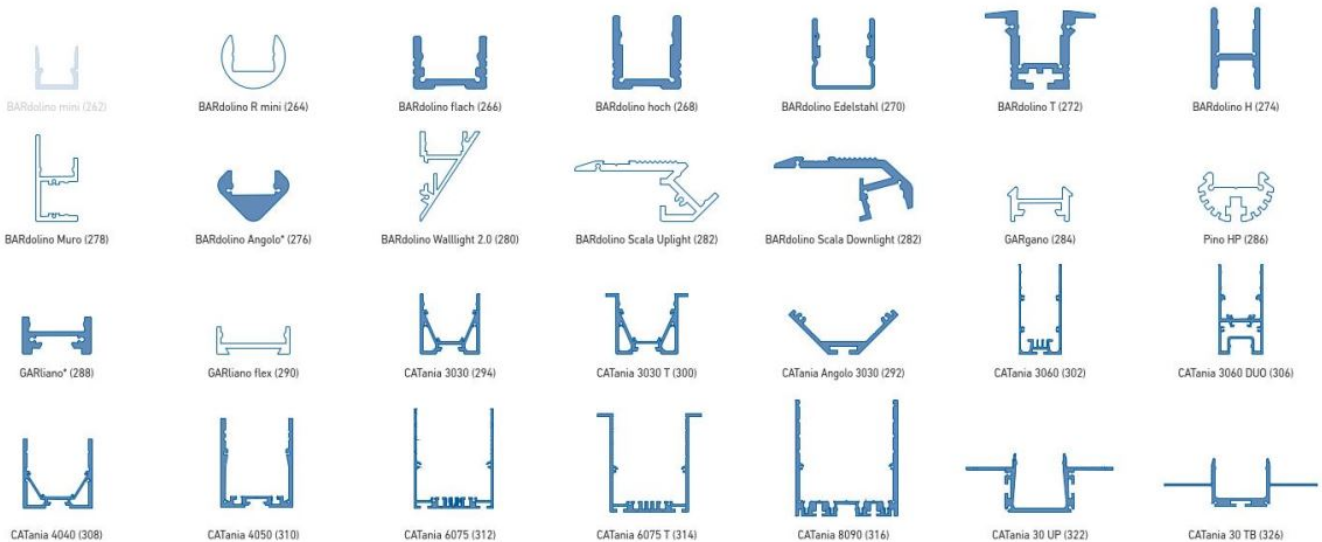 BARdolino mini (262)
BARdolino R mini (264)
BARdolino flach (266)
BARdolino hoch (268)
BARdolino Edelstahl (270)
BARdolino T (272)
BARdolino H (274)
BARdolino Muro (278)
BARdolino Angolo* (276)
BARdolino Walllight 2.0 (280)
BARdolino Scala Uplight (282)
BARdolino Scala Downlight (282)
GARgano (284)
Pino HP (286)
GARliano* (288)
GARliano flex (290)
CATania 3030 (294)
CATania 3030 T (300)
CATania Angolo 3030 (292)
CATania 3060 (302)
CATania 3060 DUO (306)
CATania 4040 (308)
CATania 4050 (310)
CATania 6075 (312)
CATania 6075 T (314)
CATania 8090 (316)
CATania 30 UP (322)
CATania 30 TB (326)